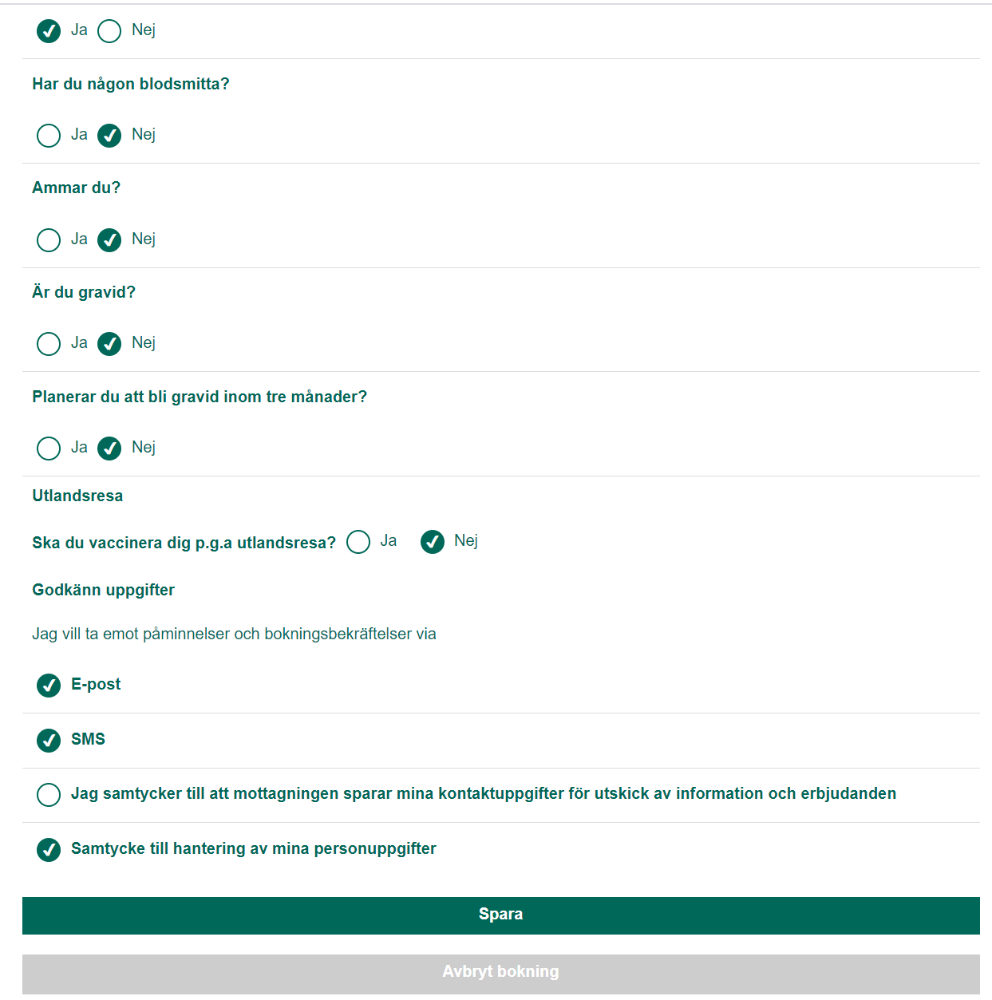 Ja Nej
Har du någon blodsmitta?
Ja Nej
Ammar du?
Ja Nej
Är du gravid?
Ja Nej
Planerar du att bli gravid inom tre månader?
Ja Nej
Utlandsresa
Ska du vaccinera dig p.g.a utlandsresa? Ja Nej
Godkänn uppgifter
Jag vill ta emot påminnelser och bokningsbekräftelser via
E-post
SMS
Jag samtycker till att mottagningen sparar mina kontaktuppgifter för utskick av information och erbjudanden
Samtycke till hantering av mina personuppgifter
Spara
Avbryt bokning